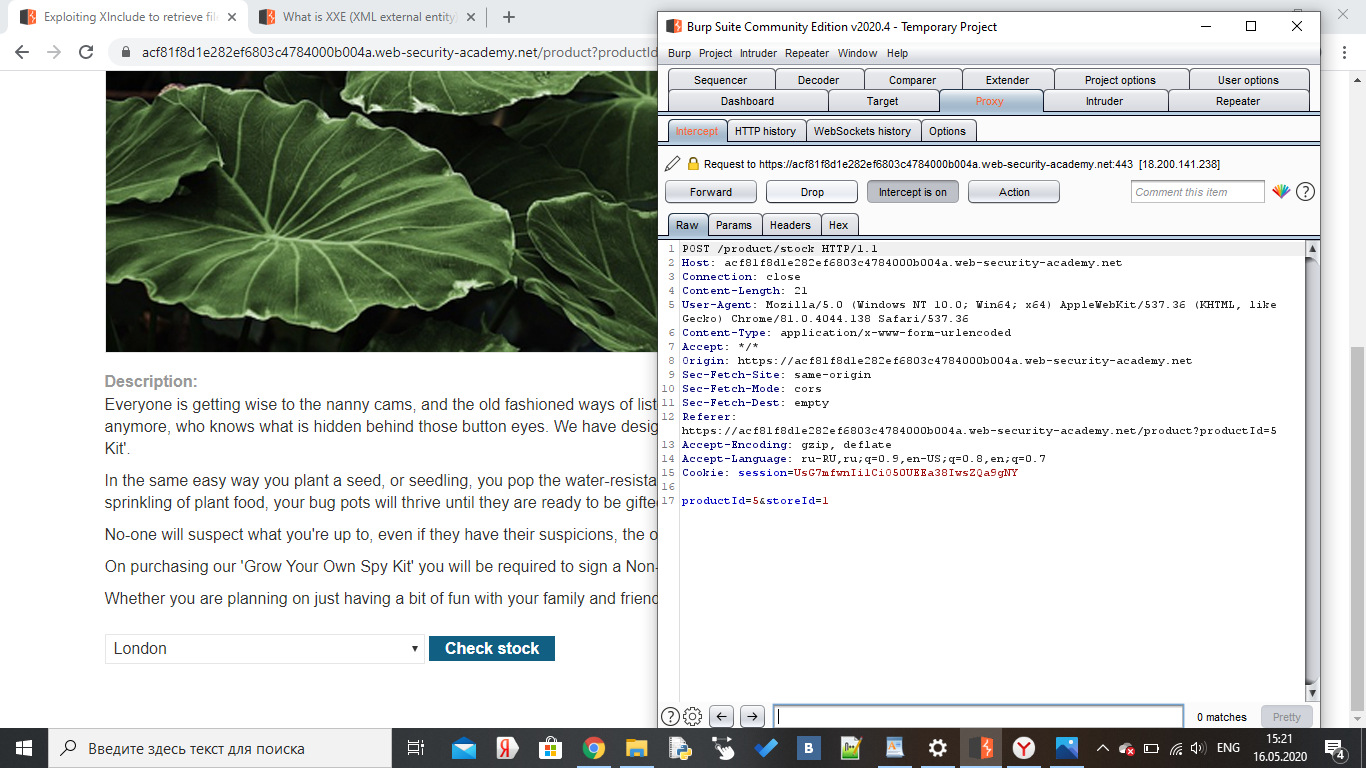 Exploiting XInclude to retrieve fil
What is XXE (XML external entity
acf81f8d1e282ef6803c4784000b004a.web-security-academy.net/product?productId
Description:
Everyone is getting wise to the nanny cams, and the old fashioned ways of list
anymore, who knows what is hidden behind those button eyes. We have desig
Kit'.
In the same easy way you plant a seed, or seedling, you pop the water-resista
sprinkling of plant food, your bug pots will thrive until they are ready to be gifte
No-one will suspect what you're up to, even if they have their suspicions, the o
On purchasing our 'Grow Your Own Spy Kit' you will be required to sign a Non-
Whether you are planning on just having a bit of fun with your family and frienc
London
Check stock
Burp Suite Community Edition v2020.4 - Temporary Project
Burp Project Intruder Repeater Window Help
Sequencer Decoder Comparer Extender Project options User options
Dashboard Target Proxy Intruder Repeater
Intercept HTTP history WebSockets history Options
Request to https://acf81f8d1e282ef6803c4784000b004a.web-security-academy.net:443 [18.200.141.238]
Forward Drop Intercept is on Action Comment this item ?
Raw Params Headers Hex
1 POST /product/stock HTTP/1.1
2 Host: acf81f8d1e282ef6803c4784000b004a.web-security-academy.net
3 Connection: close
4 Content-Length: 21
5 User-Agent: Mozilla/5.0 (Windows NT 10.0; Win64; x64) AppleWebKit/537.36 (KHTML, like
Gecko) Chrome/81.0.4044.138 Safari/537.36
6 Content-Type: application/x-www-form-urlencoded
7 Accept: */*
8 Origin: https://acf81f8d1e282ef6803c4784000b004a.web-security-academy.net
9 Sec-Fetch-Site: same-origin
10 Sec-Fetch-Mode: cors
11 Sec-Fetch-Dest: empty
12 Referer:
https://acf81f8d1e282ef6803c4784000b004a.web-security-academy.net/product?productId=5
13 Accept-Encoding: gzip, deflate
14 Accept-Language: ru-RU,ru;q=0.9,en-US;q=0.8,en;q=0.7
15 Cookie: session=
16
17 productId=5&storeId=1
? 0 matches Pretty
Введите здесь текст для поиска
ENG
15:21
16.05.2020
4